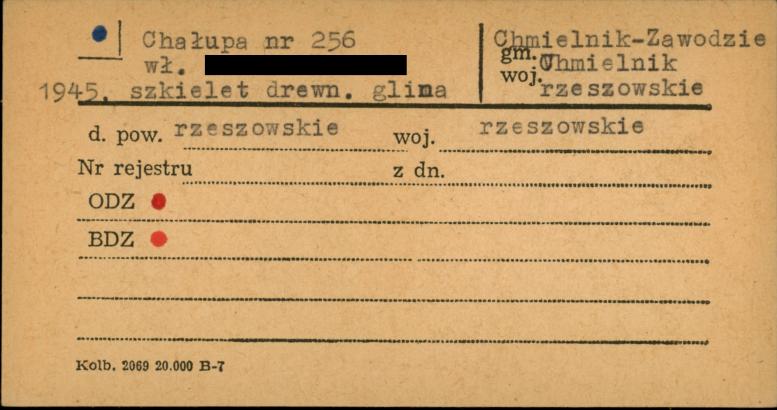 Chałupa nr 256
wł.
1945. szkielet drewn. glina
Chmielnik-Zawodzie
gm. Chmielnik
woj. rzeszowskie
d. pow. rzeszowskie woj. rzeszowskie
Nr rejestru z dn.
ODZ
BDZ
Kolb. 2069 20.000 B-7